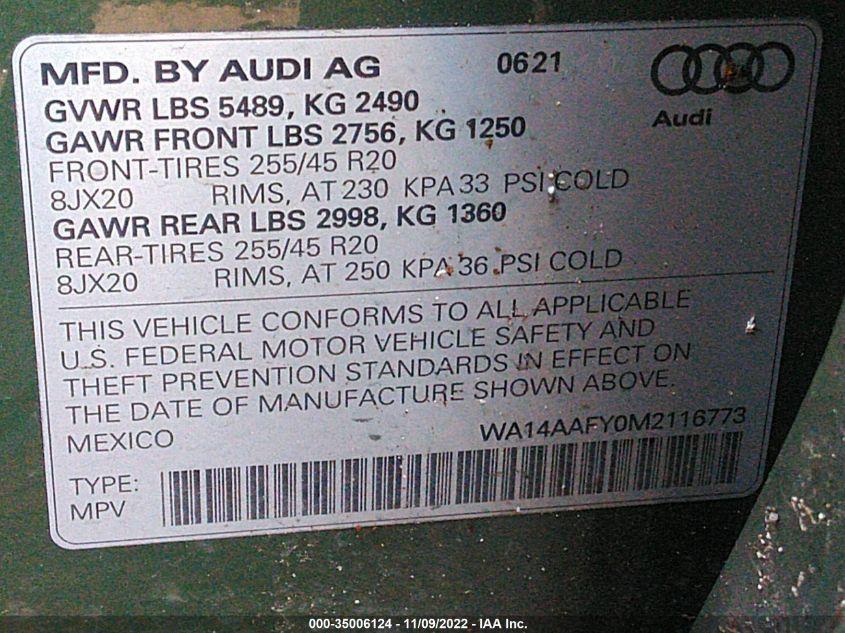 MFD. BY AUDI AG 0621
Audi
GVWR LBS 5489, KG 2490
GAWR FRONT LBS 2756, KG 1250
FRONT-TIRES 255/45 R20
8JX20 RIMS, AT 230 KPA 33 PSI COLD
GAWR REAR LBS 2998, KG 1360
REAR-TIRES 255/45 R20
8JX20 RIMS, AT 250 KPA 36 PSI COLD
THIS VEHICLE CONFORMS TO ALL APPLICABLE
U.S. FEDERAL MOTOR VEHICLE SAFETY AND
THEFT PREVENTION STANDARDS IN EFFECT ON
THE DATE OF MANUFACTURE SHOWN ABOVE.
MEXICO WA14AAFY0M2116773
TYPE:
MPV
000-35006124 - 11/09/2022 - IAA Inc.